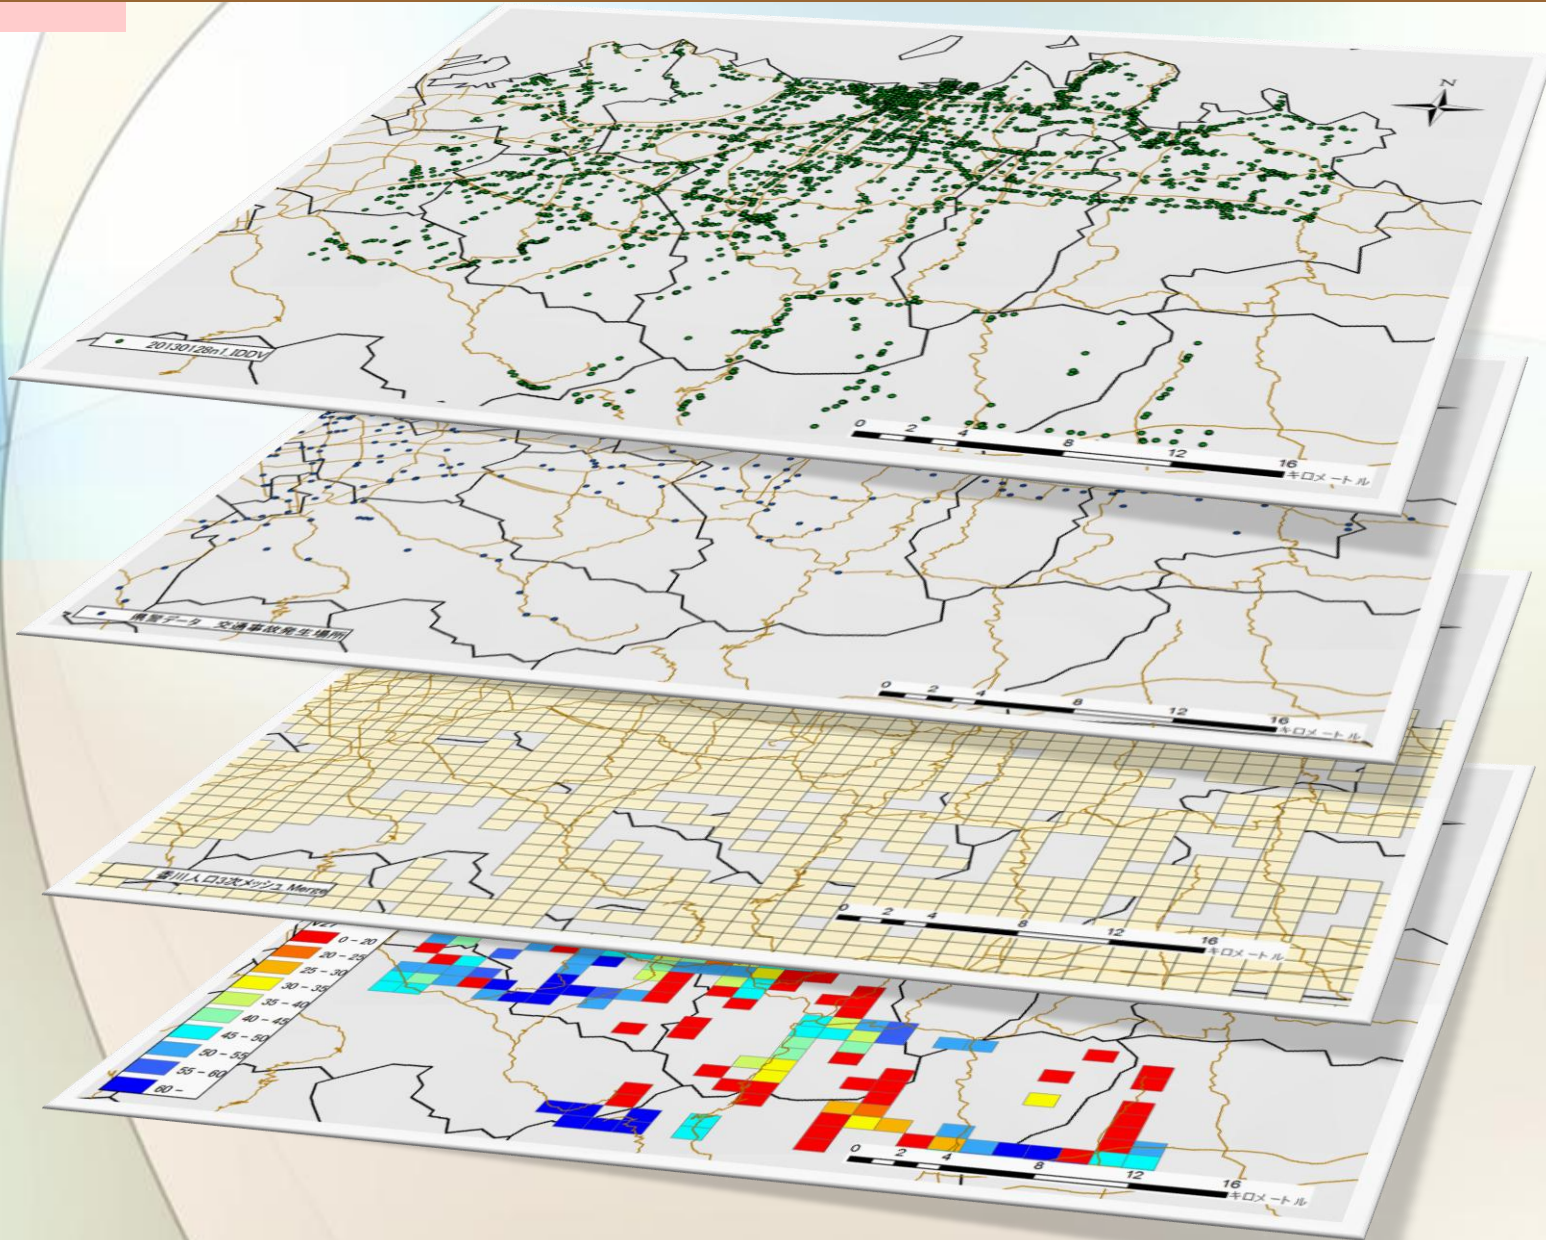 N
20130128n1_IDDV
0 2 4 8 12 16
キロメートル
県警データ 交通事故発生場所
0 2 4 8 12 16
キロメートル
香川人口3次メッシュ Merge
0 2 4 8 12 16
キロメートル
0 - 20
20 - 25
25 - 30
30 - 35
35 - 40
40 - 45
45 - 50
50 - 55
55 - 60
60 -
0 2 4 8 12 16
キロメートル